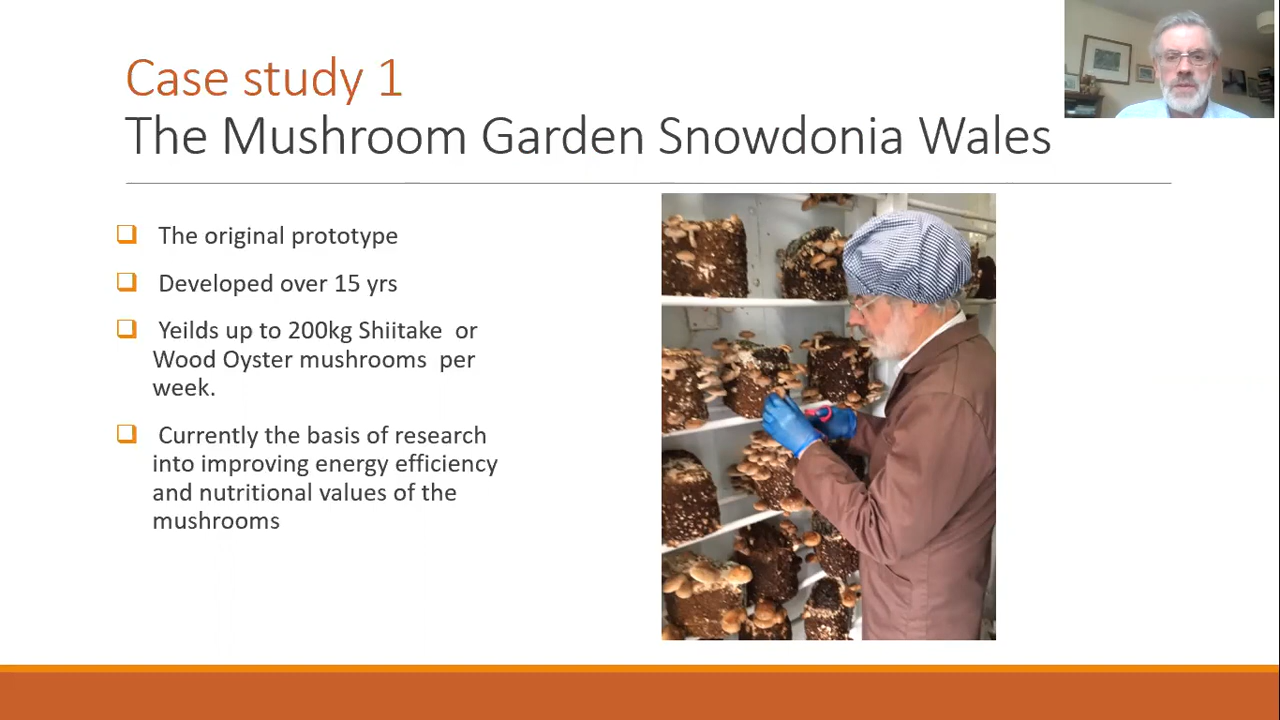 Case study 1
The Mushroom Garden Snowdonia Wales
The original prototype
Developed over 15 yrs
Yeilds up to 200kg Shiitake or
Wood Oyster mushrooms per
week.
Currently the basis of research
into improving energy efficiency
and nutritional values of the
mushrooms